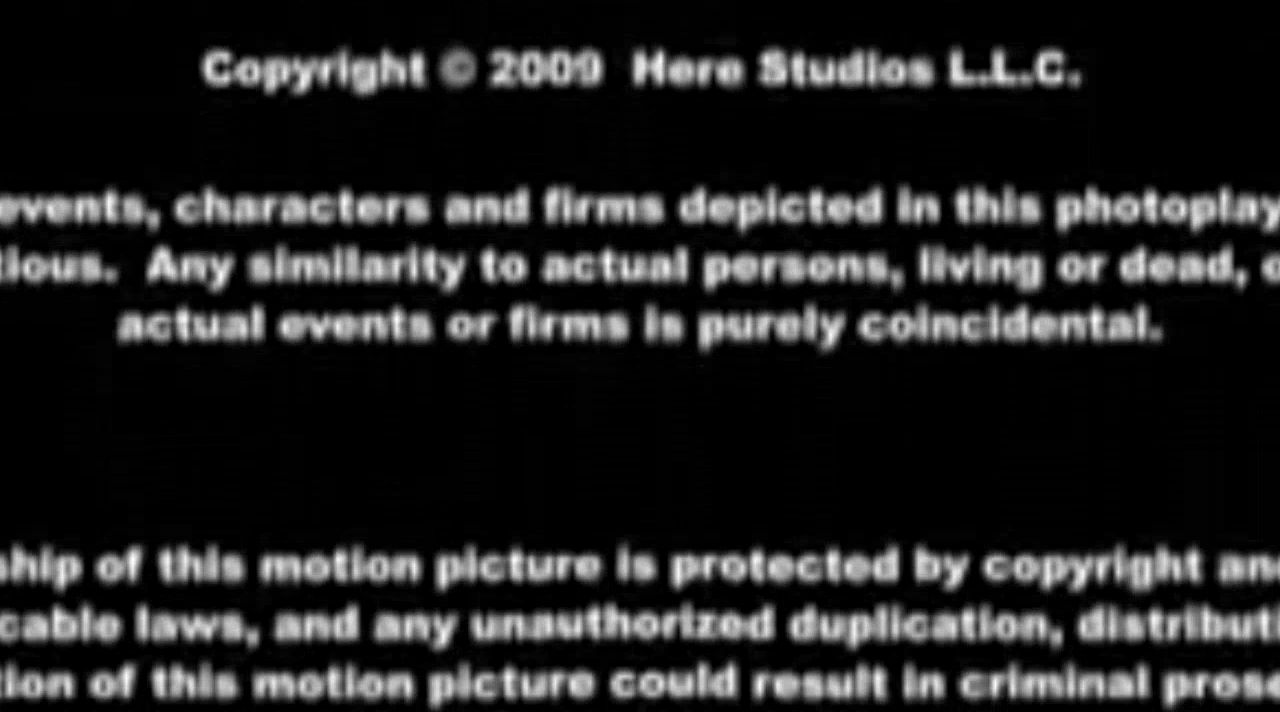 Copyright © 2009 Here Studios L.L.C.
events, characters and firms depicted in this photoplay
tious. Any similarity to actual persons, living or dead, o
actual events or firms is purely coincidental.
ship of this motion picture is protected by copyright and
cable laws, and any unauthorized duplication, distributi
tion of this motion picture could result in criminal prose